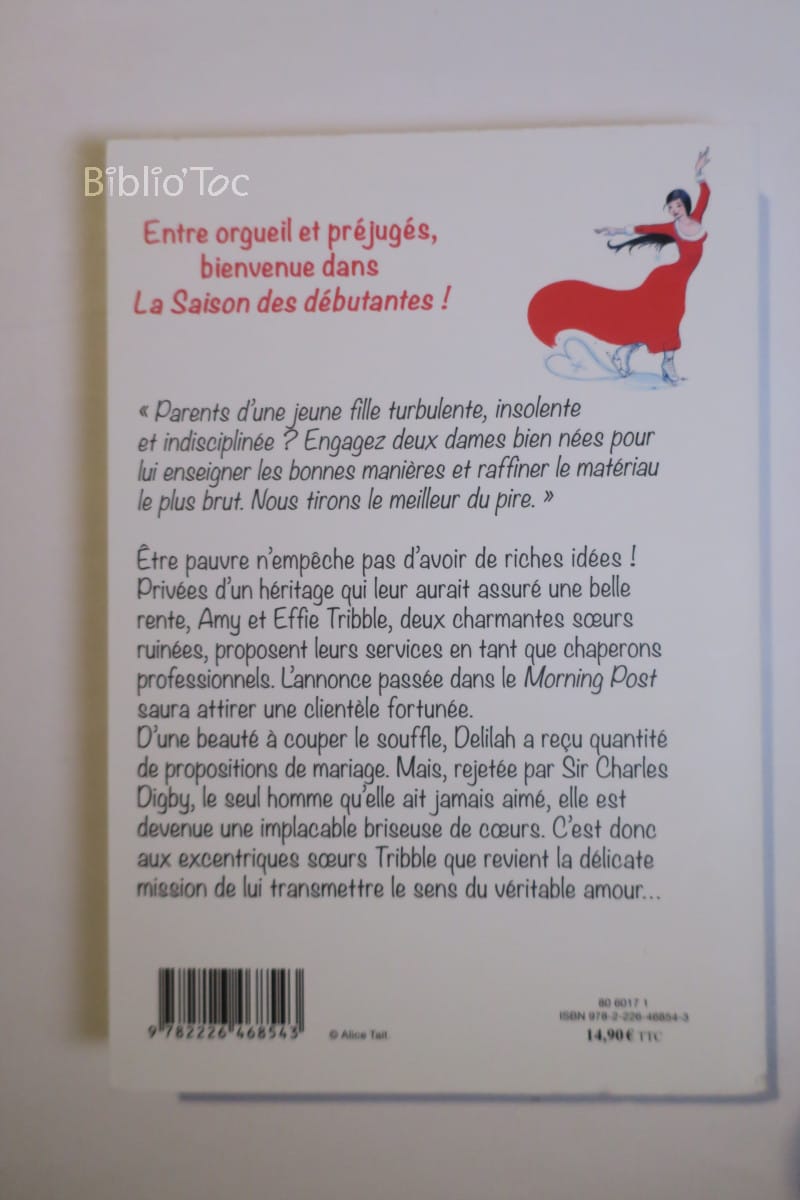 Biblio'Toc
Entre orgueil et préjugés,
bienvenue dans
La Saison des débutantes !
« Parents d'une jeune fille turbulente, insolente
et indisciplinée ? Engagez deux dames bien nées pour
lui enseigner les bonnes manières et raffiner le matériau
le plus brut. Nous tirons le meilleur du pire. »
Être pauvre n'empêche pas d'avoir de riches idées !
Privées d'un héritage qui leur aurait assuré une belle
rente, Amy et Effie Tribble, deux charmantes sœurs
ruinées, proposent leurs services en tant que chaperons
professionnels. L'annonce passée dans le Morning Post
saura attirer une clientèle fortunée.
D'une beauté à couper le souffle, Delilah a reçu quantité
de propositions de mariage. Mais, rejetée par Sir Charles
Digby, le seul homme qu'elle ait jamais aimé, elle est
devenue une implacable briseuse de cœurs. C'est donc
aux excentriques sœurs Tribble que revient la délicate
mission de lui transmettre le sens du véritable amour...
9 782226 468543
© Alice Tait
80 6017 1
ISBN 978-2-226-46854-3
14,90 € TTC